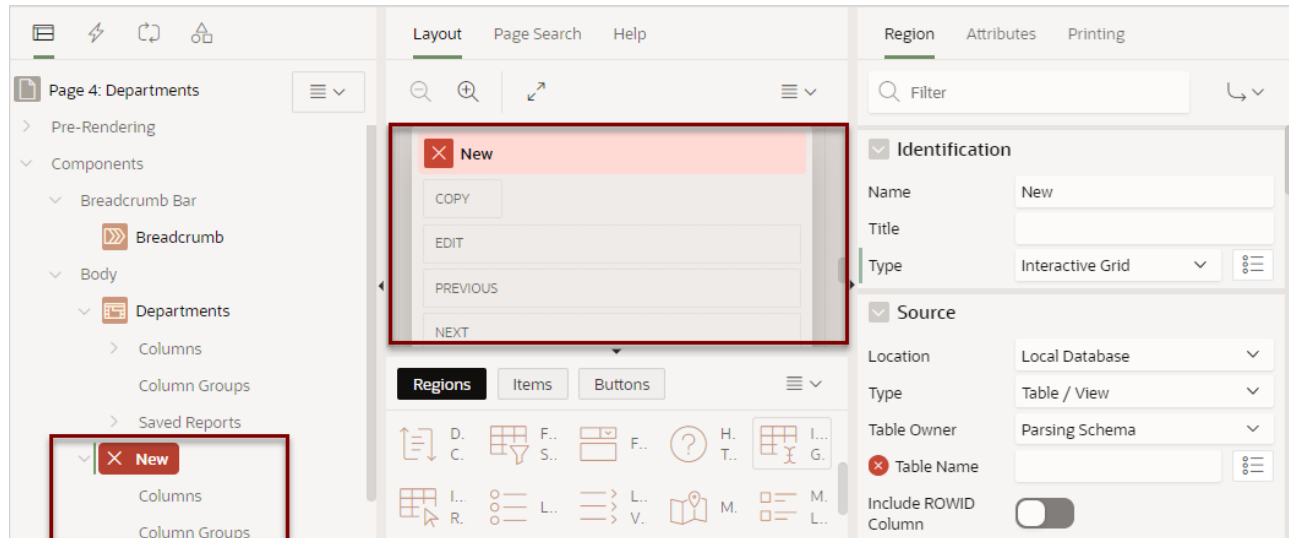 Page 4: Departments
Pre-Rendering
Components
Breadcrumb Bar
Breadcrumb
Body
Departments
Columns
Column Groups
Saved Reports
New
Columns
Column Groups
Layout Page Search Help
New
COPY
EDIT
PREVIOUS
NEXT
Regions Items Buttons
D. F.. F.. H. I...
C. S.. T.. G.
I... L.. L.. M. M.
R. V. L..
Region Attributes Printing
Filter
Identification
Name New
Title
Type Interactive Grid
Source
Location Local Database
Type Table / View
Table Owner Parsing Schema
Table Name
Include ROWID
Column